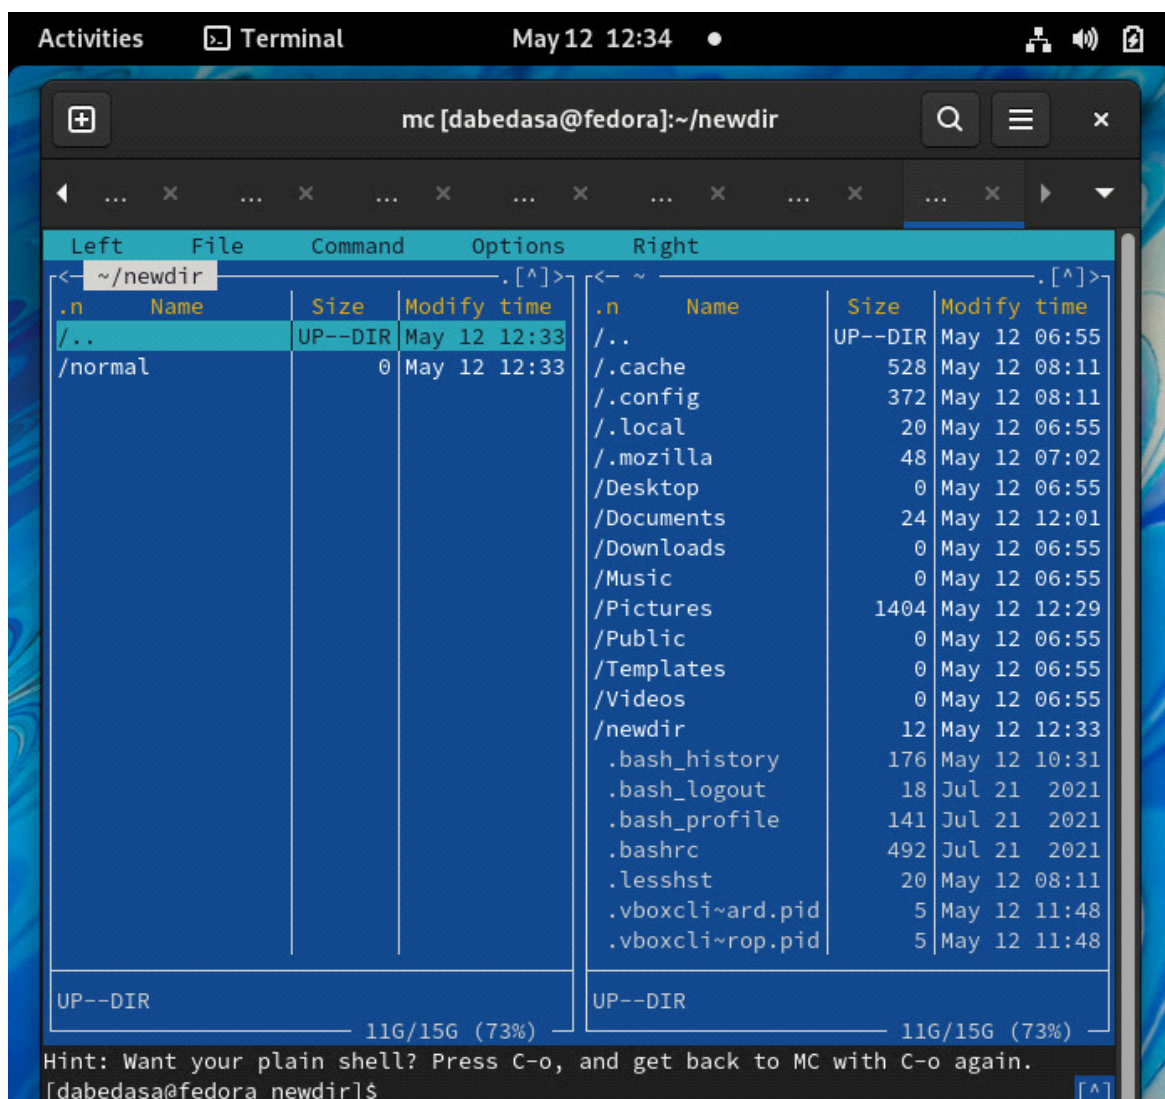 Activities Terminal May 12 12:34
mc [dabedasa@fedora]:~/newdir
... × ... × ... × ... × ... × ... × ... ×
Left File Command Options Right
<─ ~/newdir .[^]>
.n Name Size Modify time
/.. UP--DIR May 12 12:33
/normal 0 May 12 12:33
UP--DIR
11G/15G (73%)
<─ ~ .[^]>
.n Name Size Modify time
/.. UP--DIR May 12 06:55
/.cache 528 May 12 08:11
/.config 372 May 12 08:11
/.local 20 May 12 06:55
/.mozilla 48 May 12 07:02
/Desktop 0 May 12 06:55
/Documents 24 May 12 12:01
/Downloads 0 May 12 06:55
/Music 0 May 12 06:55
/Pictures 1404 May 12 12:29
/Public 0 May 12 06:55
/Templates 0 May 12 06:55
/Videos 0 May 12 06:55
/newdir 12 May 12 12:33
.bash_history 176 May 12 10:31
.bash_logout 18 Jul 21 2021
.bash_profile 141 Jul 21 2021
.bashrc 492 Jul 21 2021
.lesshst 20 May 12 08:11
.vboxcli~ard.pid 5 May 12 11:48
.vboxcli~rop.pid 5 May 12 11:48
UP--DIR
11G/15G (73%)
Hint: Want your plain shell? Press C-o, and get back to MC with C-o again.
[dabedasa@fedora newdir]$ [^]